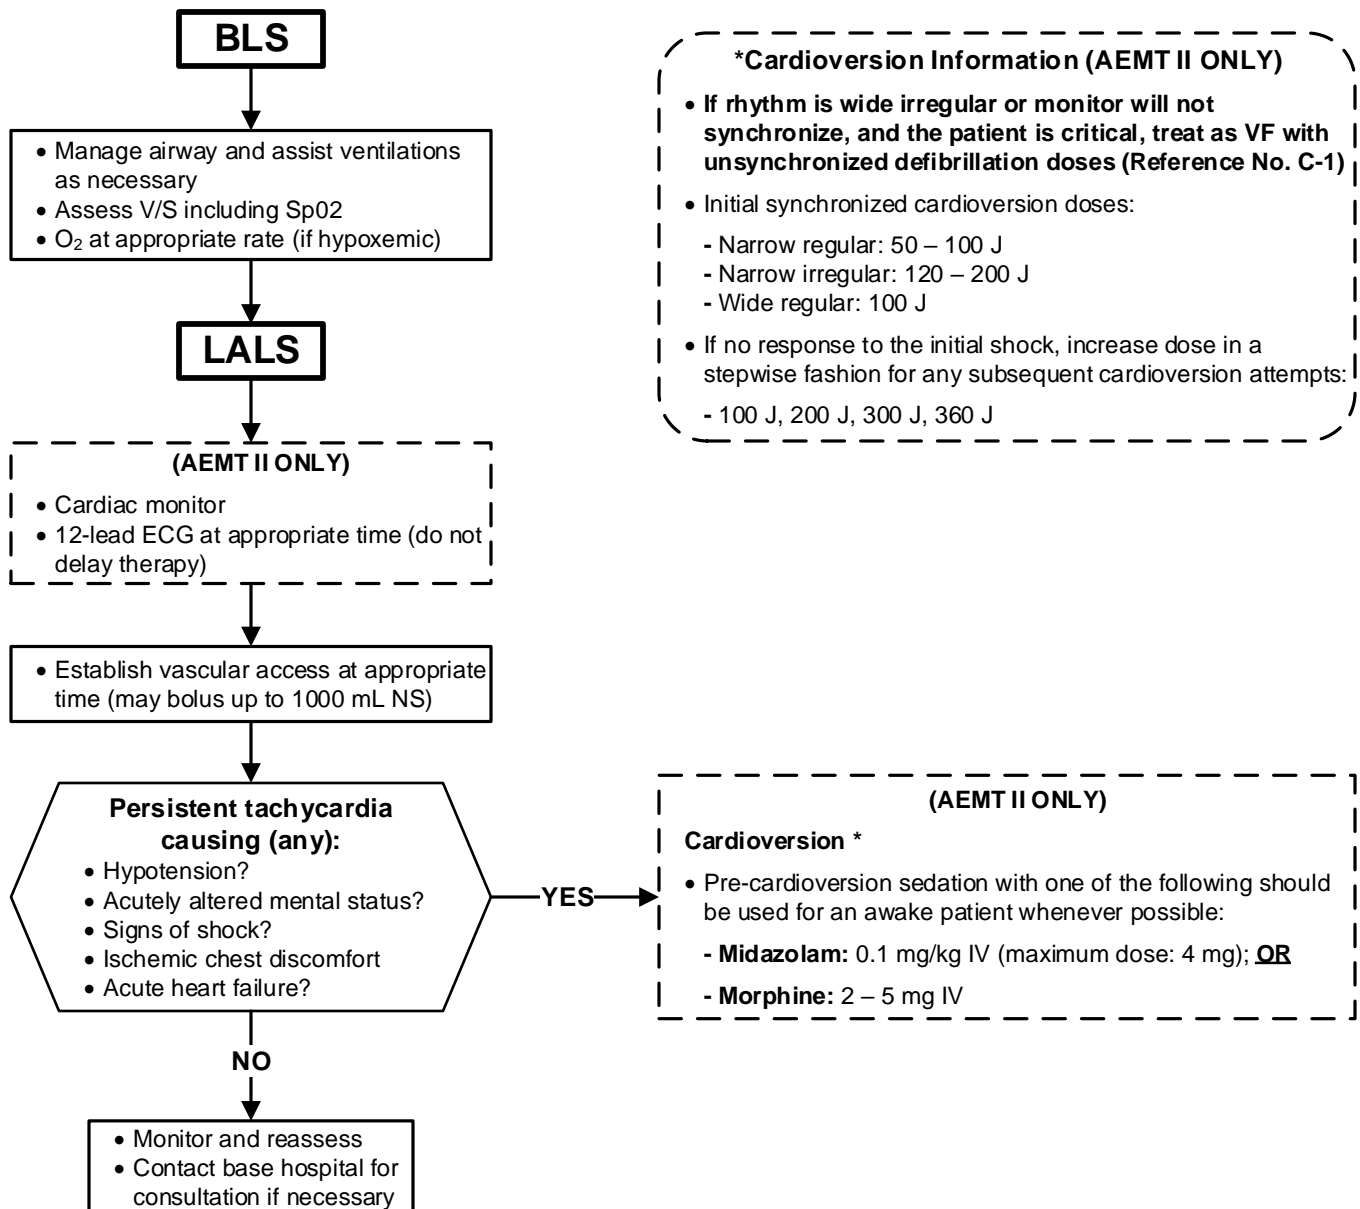 BLS
• Manage airway and assist ventilations
as necessary
• Assess V/S including Sp02
• O₂ at appropriate rate (if hypoxemic)
LALS
(AEMT II ONLY)
• Cardiac monitor
• 12-lead ECG at appropriate time (do not
delay therapy)
• Establish vascular access at appropriate
time (may bolus up to 1000 mL NS)
Persistent tachycardia
causing (any):
• Hypotension?
• Acutely altered mental status?
• Signs of shock?
• Ischemic chest discomfort
• Acute heart failure?
YES
NO
• Monitor and reassess
• Contact base hospital for
consultation if necessary
*Cardioversion Information (AEMT II ONLY)
• If rhythm is wide irregular or monitor will not
synchronize, and the patient is critical, treat as VF with
unsynchronized defibrillation doses (Reference No. C-1)
• Initial synchronized cardioversion doses:
- Narrow regular: 50 – 100 J
- Narrow irregular: 120 – 200 J
- Wide regular: 100 J
• If no response to the initial shock, increase dose in a
stepwise fashion for any subsequent cardioversion attempts:
- 100 J, 200 J, 300 J, 360 J
(AEMT II ONLY)
Cardioversion *
• Pre-cardioversion sedation with one of the following should
be used for an awake patient whenever possible:
- Midazolam: 0.1 mg/kg IV (maximum dose: 4 mg); OR
- Morphine: 2 – 5 mg IV